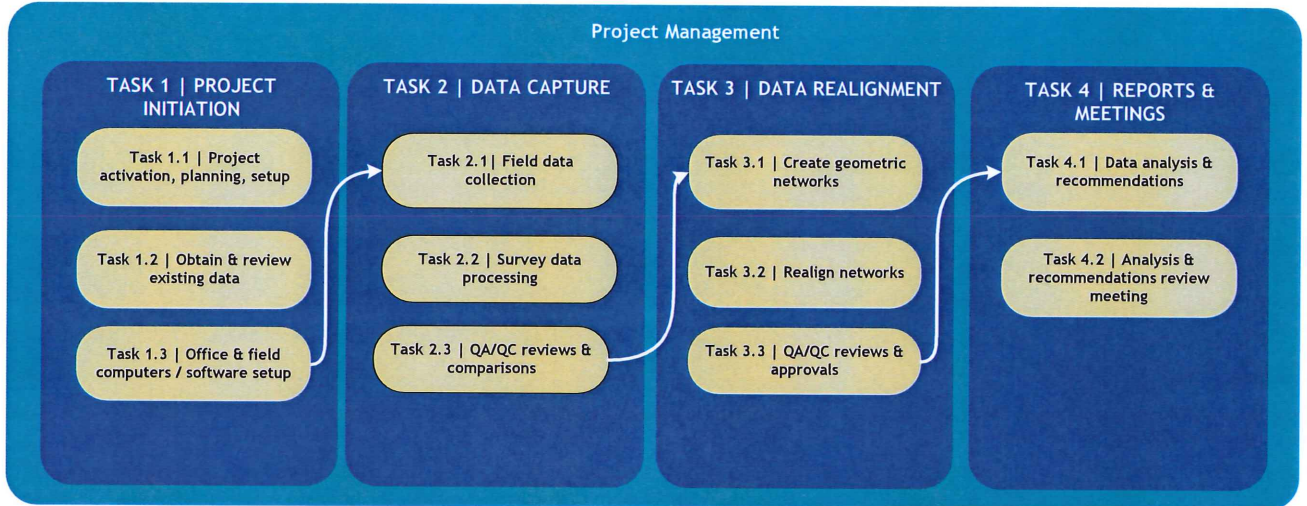 Project Management
TASK 1 | PROJECT
INITIATION
Task 1.1 | Project
activation, planning, setup
Task 1.2 | Obtain & review
existing data
Task 1.3 | Office & field
computers / software setup
TASK 2 | DATA CAPTURE
Task 2.1| Field data
collection
Task 2.2 | Survey data
processing
Task 2.3 | QA/QC reviews &
comparisons
TASK 3 | DATA REALIGNMENT
Task 3.1 | Create geometric
networks
Task 3.2 | Realign networks
Task 3.3 | QA/QC reviews &
approvals
TASK 4 | REPORTS &
MEETINGS
Task 4.1 | Data analysis &
recommendations
Task 4.2 | Analysis &
recommendations review
meeting